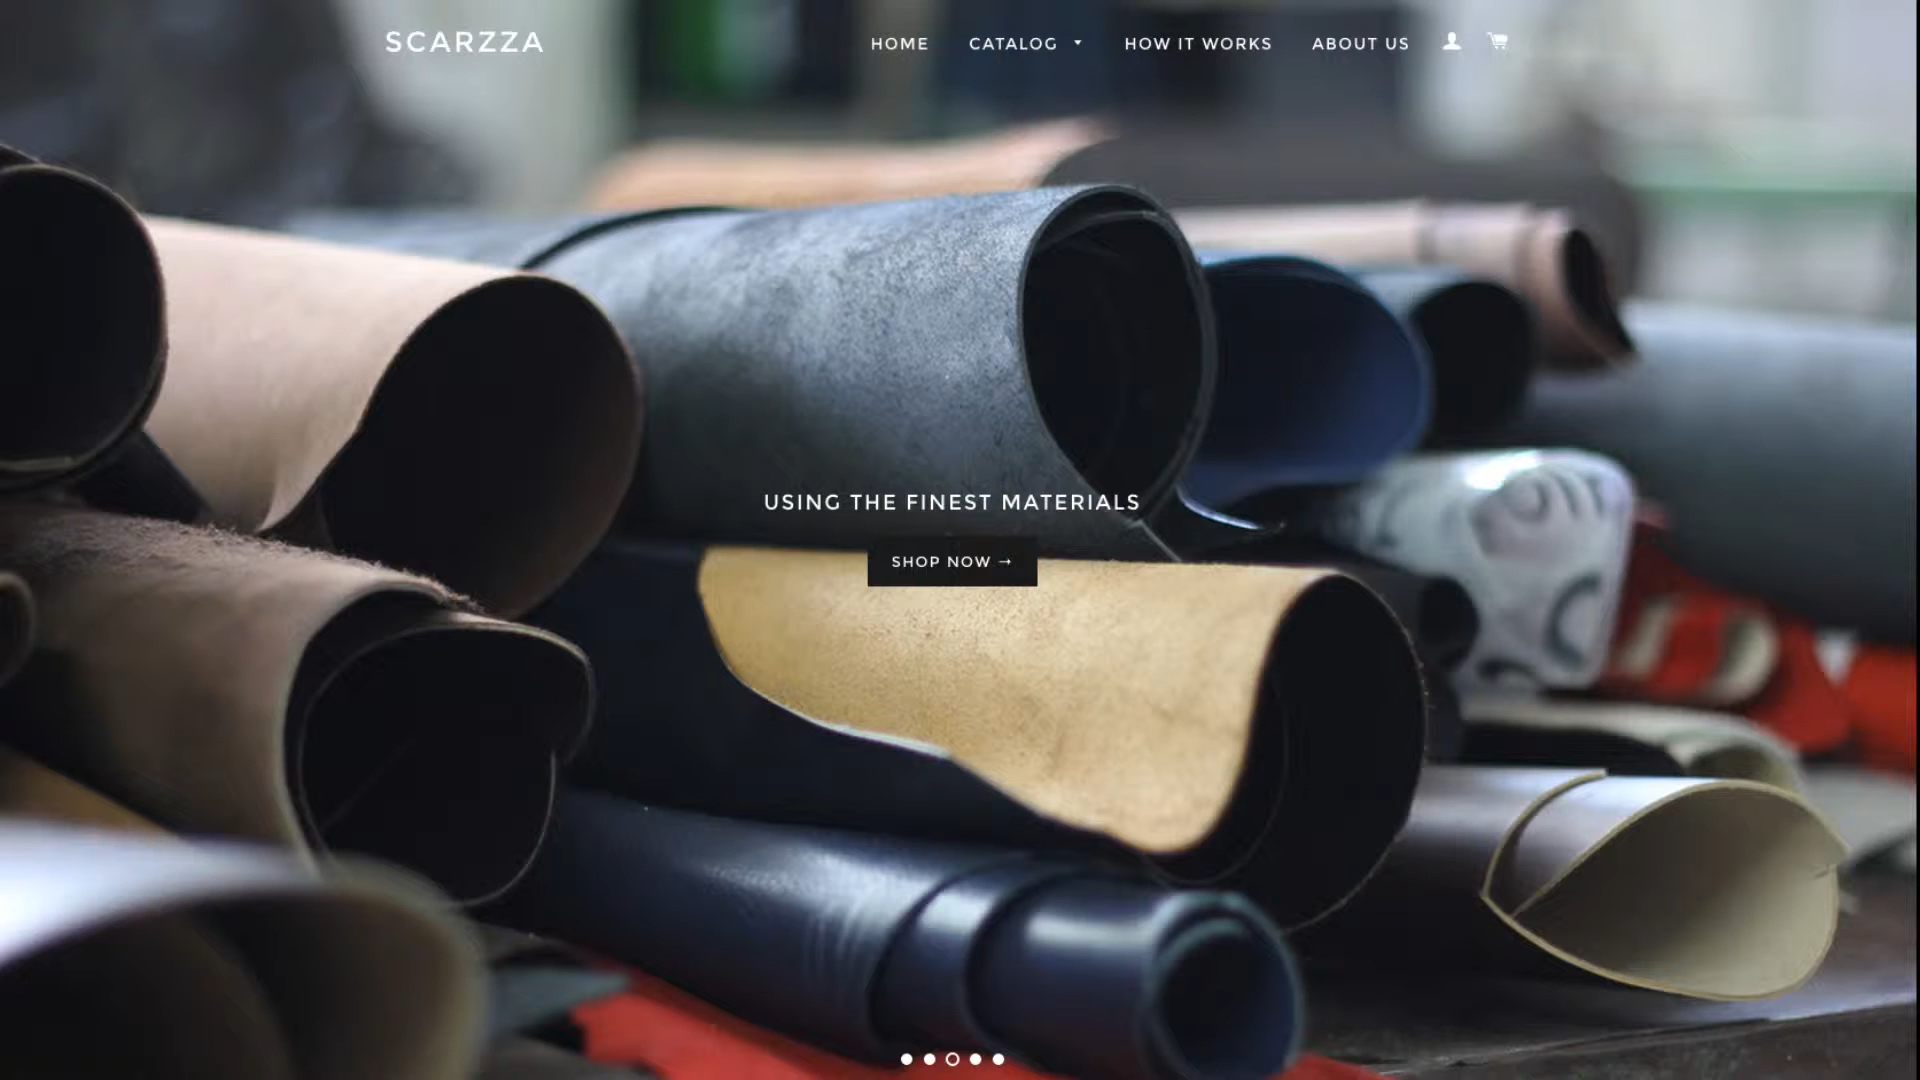 SCARZZA
HOME CATALOG HOW IT WORKS ABOUT US
USING THE FINEST MATERIALS
SHOP NOW →